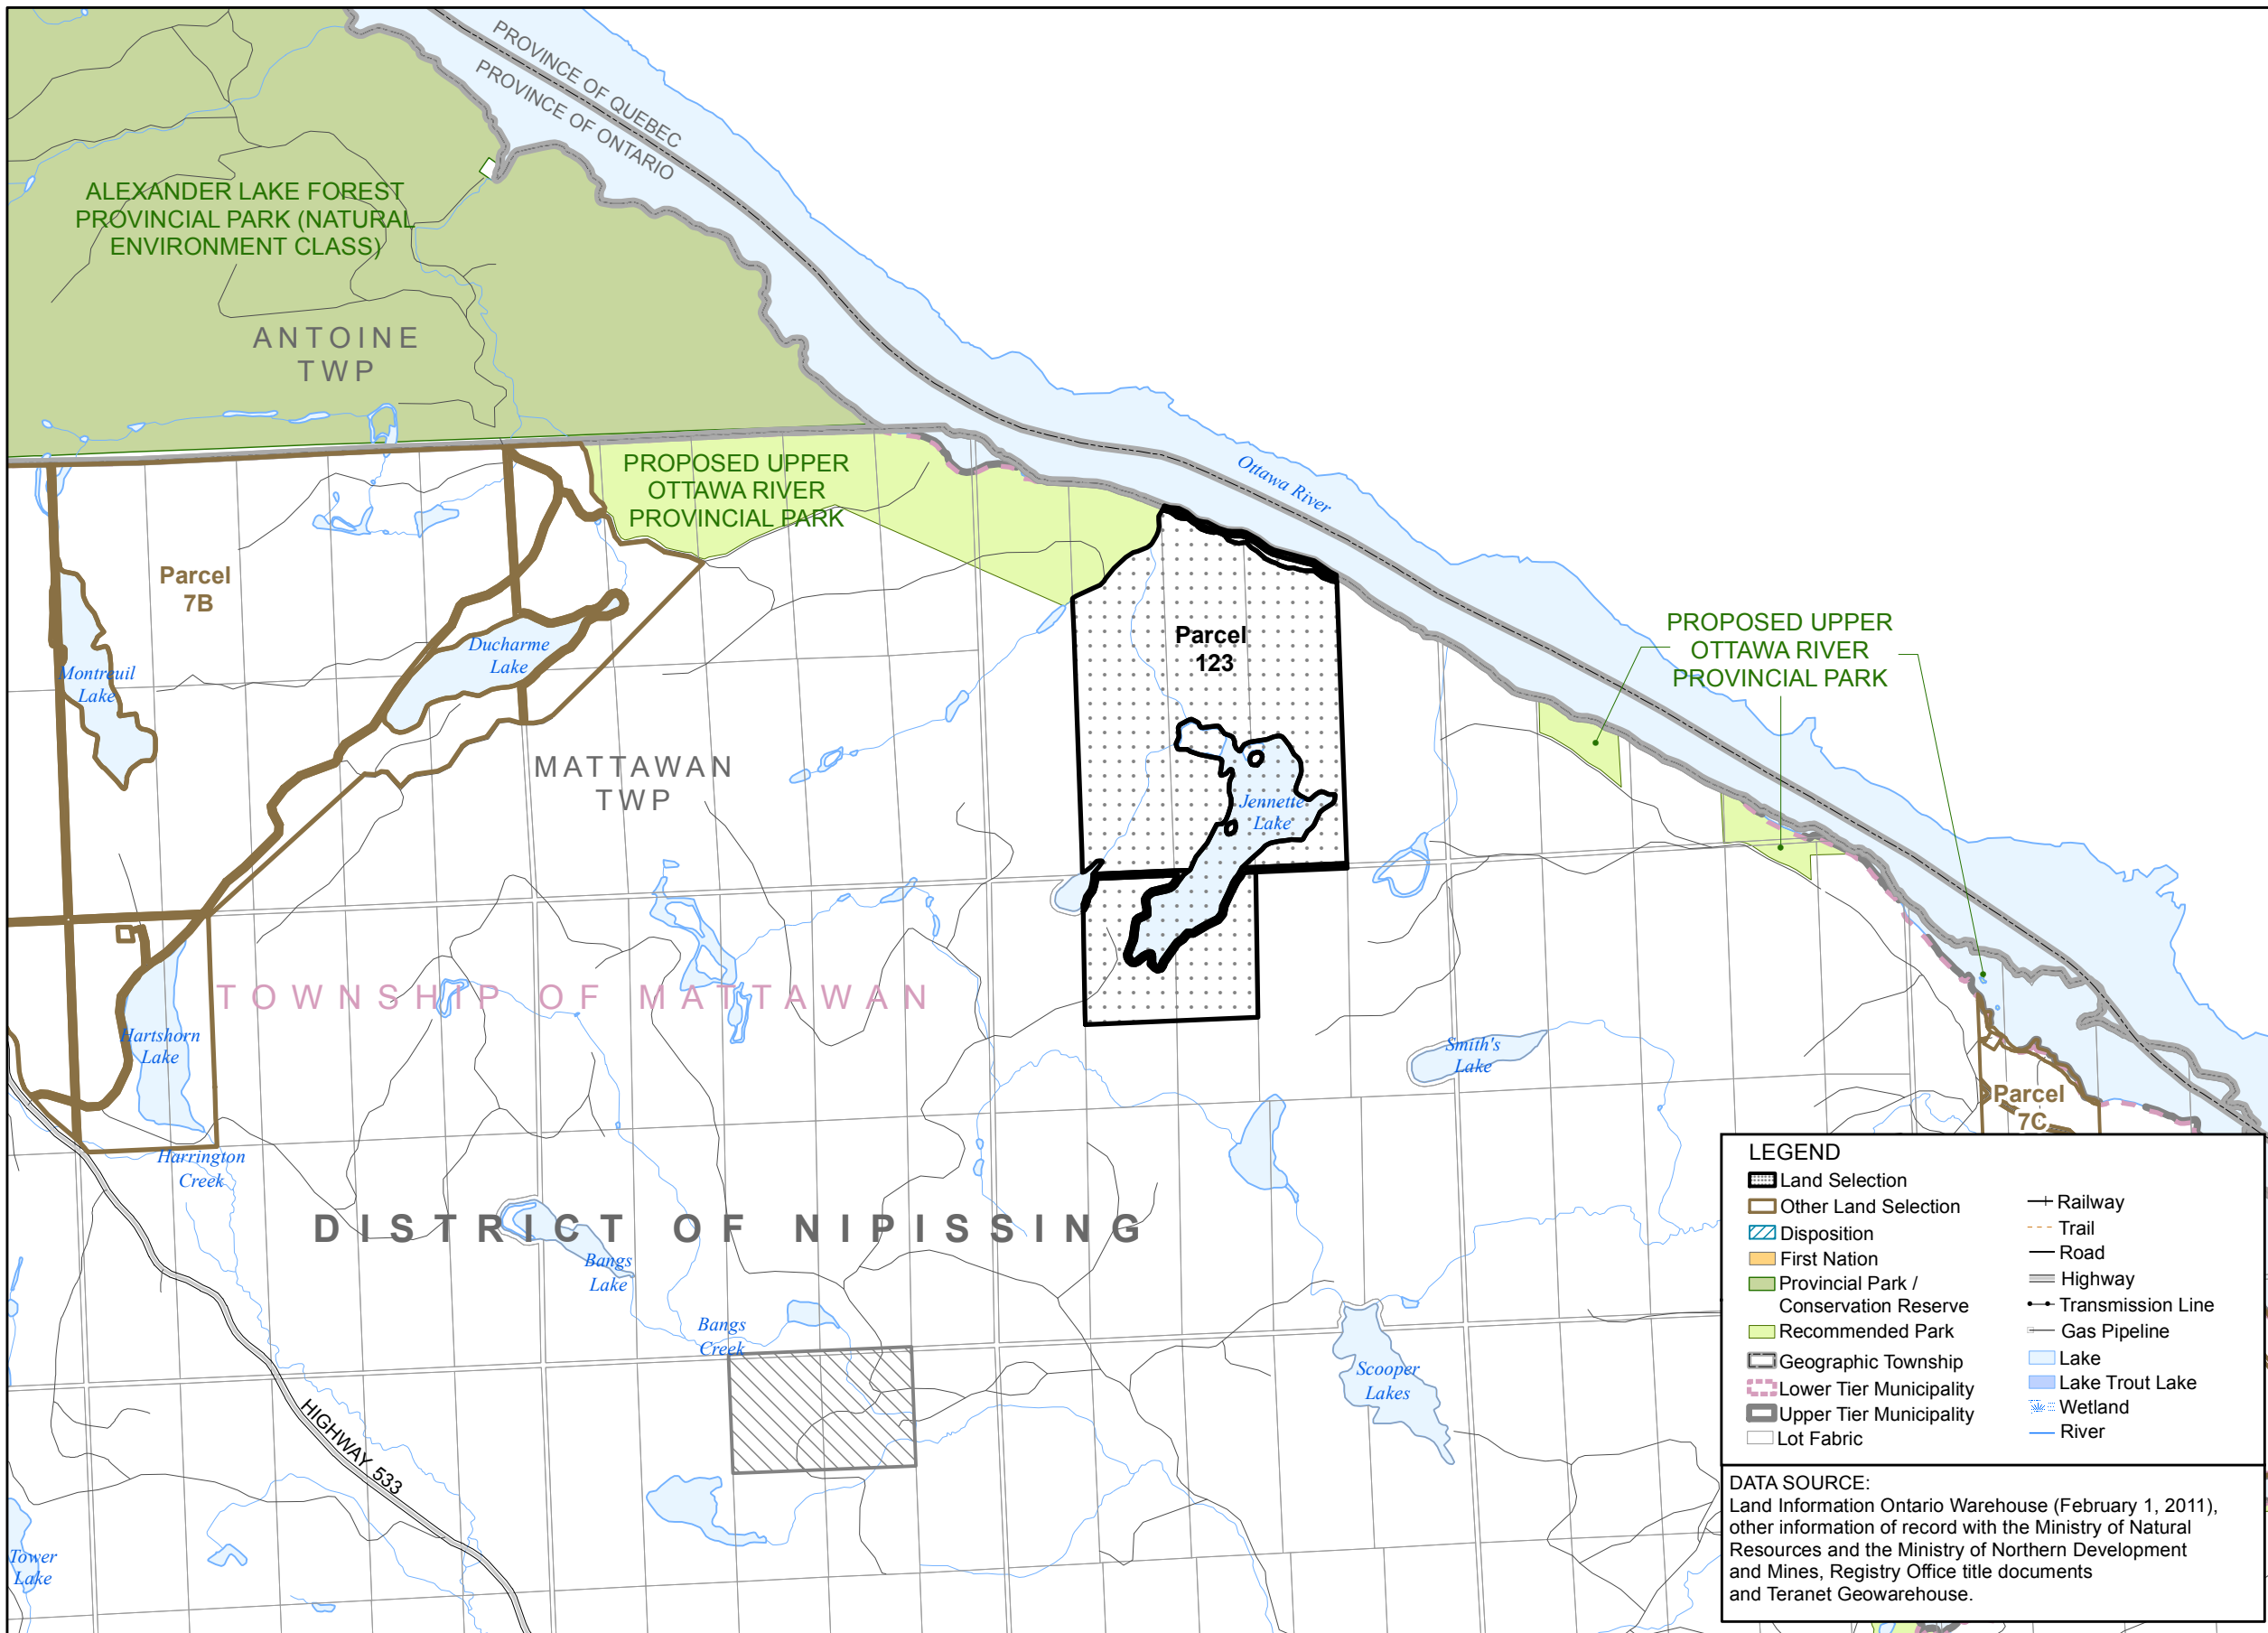 PROVINCE OF QUEBEC
PROVINCE OF ONTARIO
ALEXANDER LAKE FOREST
PROVINCIAL PARK (NATURAL
ENVIRONMENT CLASS)
ANTOINE
TWP
PROPOSED UPPER
OTTAWA RIVER
PROVINCIAL PARK
Ottawa River
Parcel
7B
Ducharme
Lake
Montreuil
Lake
Parcel
123
PROPOSED UPPER
OTTAWA RIVER
PROVINCIAL PARK
MATTAWAN
TWP
Jennette
Lake
TOWNSHIP OF MATTAWAN
Hartshorn
Lake
Smith's
Lake
Parcel
7C
Harrington
Creek
DISTRICT OF NIPISSING
Bangs
Lake
Bangs
Creek
Scooper
Lakes
HIGHWAY 533
Tower
Lake
LEGEND
Land Selection
Other Land Selection
Disposition
First Nation
Provincial Park /
Conservation Reserve
Recommended Park
Geographic Township
Lower Tier Municipality
Upper Tier Municipality
Lot Fabric
Railway
Trail
Road
Highway
Transmission Line
Gas Pipeline
Lake
Lake Trout Lake
Wetland
River
DATA SOURCE:
Land Information Ontario Warehouse (February 1, 2011),
other information of record with the Ministry of Natural
Resources and the Ministry of Northern Development
and Mines, Registry Office title documents
and Teranet Geowarehouse.